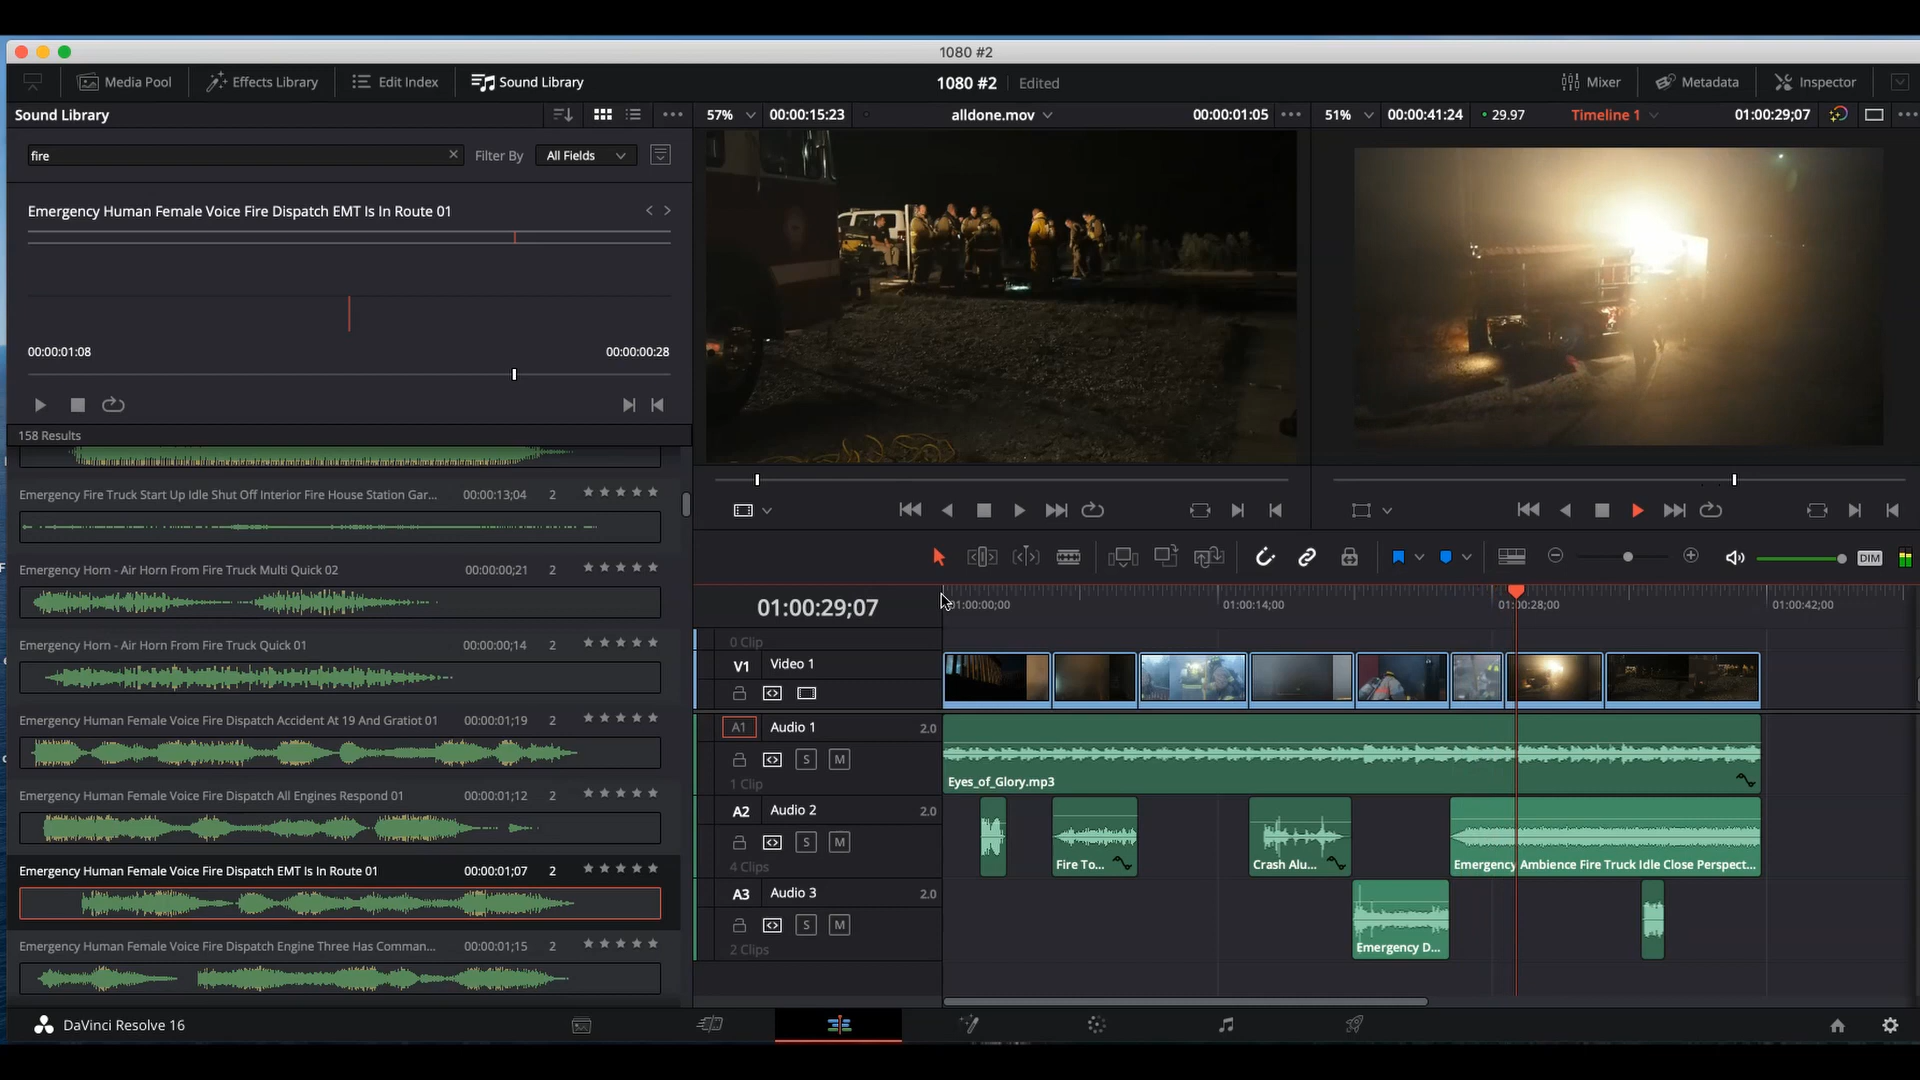 1080 #2
Media Pool
Effects Library
Edit Index
Sound Library
1080 #2
Edited
Mixer
Metadata
Inspector
Sound Library
57%
00:00:15:23
alldone.mov
00:00:01:05
51%
00:00:41:24
29.97
Timeline 1
01:00:29;07
fire
Filter By
All Fields
Emergency Human Female Voice Fire Dispatch EMT Is In Route 01
00:00:01:08
00:00:00:28
158 Results
Emergency Fire Truck Start Up Idle Shut Off Interior Fire House Station Gar...
00:00:13;04
2
Emergency Horn - Air Horn From Fire Truck Multi Quick 02
00:00:00;21
2
Emergency Horn - Air Horn From Fire Truck Quick 01
00:00:00;14
2
Emergency Human Female Voice Fire Dispatch Accident At 19 And Gratiot 01
00:00:01;19
2
Emergency Human Female Voice Fire Dispatch All Engines Respond 01
00:00:01;12
2
Emergency Human Female Voice Fire Dispatch EMT Is In Route 01
00:00:01;07
2
Emergency Human Female Voice Fire Dispatch Engine Three Has Comman...
00:00:01;15
2
DIM
01:00:29;07
01:00:00;00
01:00:14;00
01:00:28;00
01:00:42;00
0 Clip
V1
Video 1
A1
Audio 1
2.0
S
M
1 Clip
Eyes_of_Glory.mp3
A2
Audio 2
2.0
S
M
4 Clips
Fire To...
Crash Alu...
Emergency Ambience Fire Truck Idle Close Perspect...
A3
Audio 3
2.0
S
M
2 Clips
Emergency D...
DaVinci Resolve 16